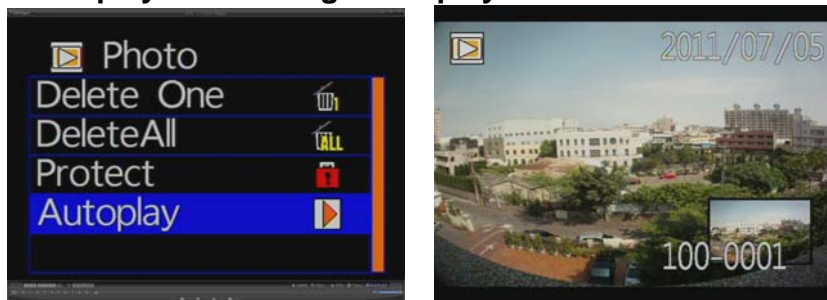 Photo
Delete One
DeleteAll
Protect
Autoplay
2011/07/05
100-0001